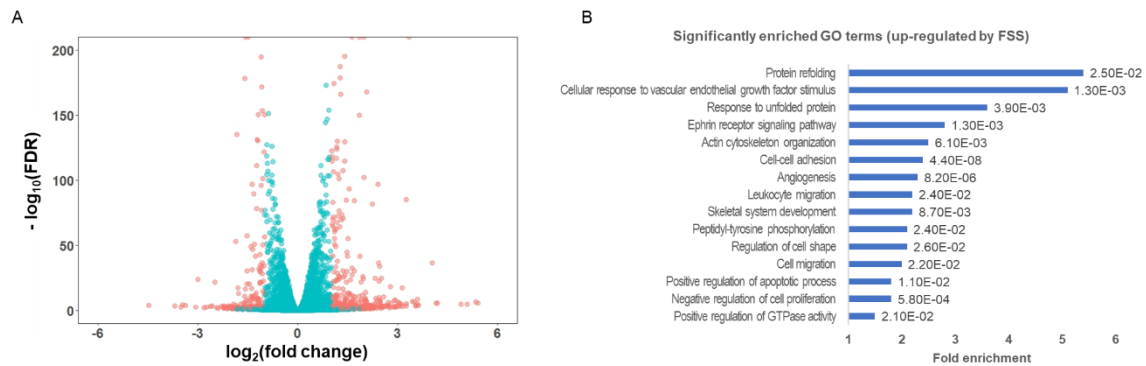 A
200
150
100
50
0
-6
-3
0
3
6
- log10(FDR)
log2(fold change)
B
Significantly enriched GO terms (up-regulated by FSS)
Protein refolding 2.50E-02
Cellular response to vascular endothelial growth factor stimulus 1.30E-03
Response to unfolded protein 3.90E-03
Ephrin receptor signaling pathway 1.30E-03
Actin cytoskeleton organization 6.10E-03
Cell-cell adhesion 4.40E-08
Angiogenesis 8.20E-06
Leukocyte migration 2.40E-02
Skeletal system development 8.70E-03
Peptidyl-tyrosine phosphorylation 2.40E-02
Regulation of cell shape 2.60E-02
Cell migration 2.20E-02
Positive regulation of apoptotic process 1.10E-02
Negative regulation of cell proliferation 5.80E-04
Positive regulation of GTPase activity 2.10E-02
1 2 3 4 5 6
Fold enrichment